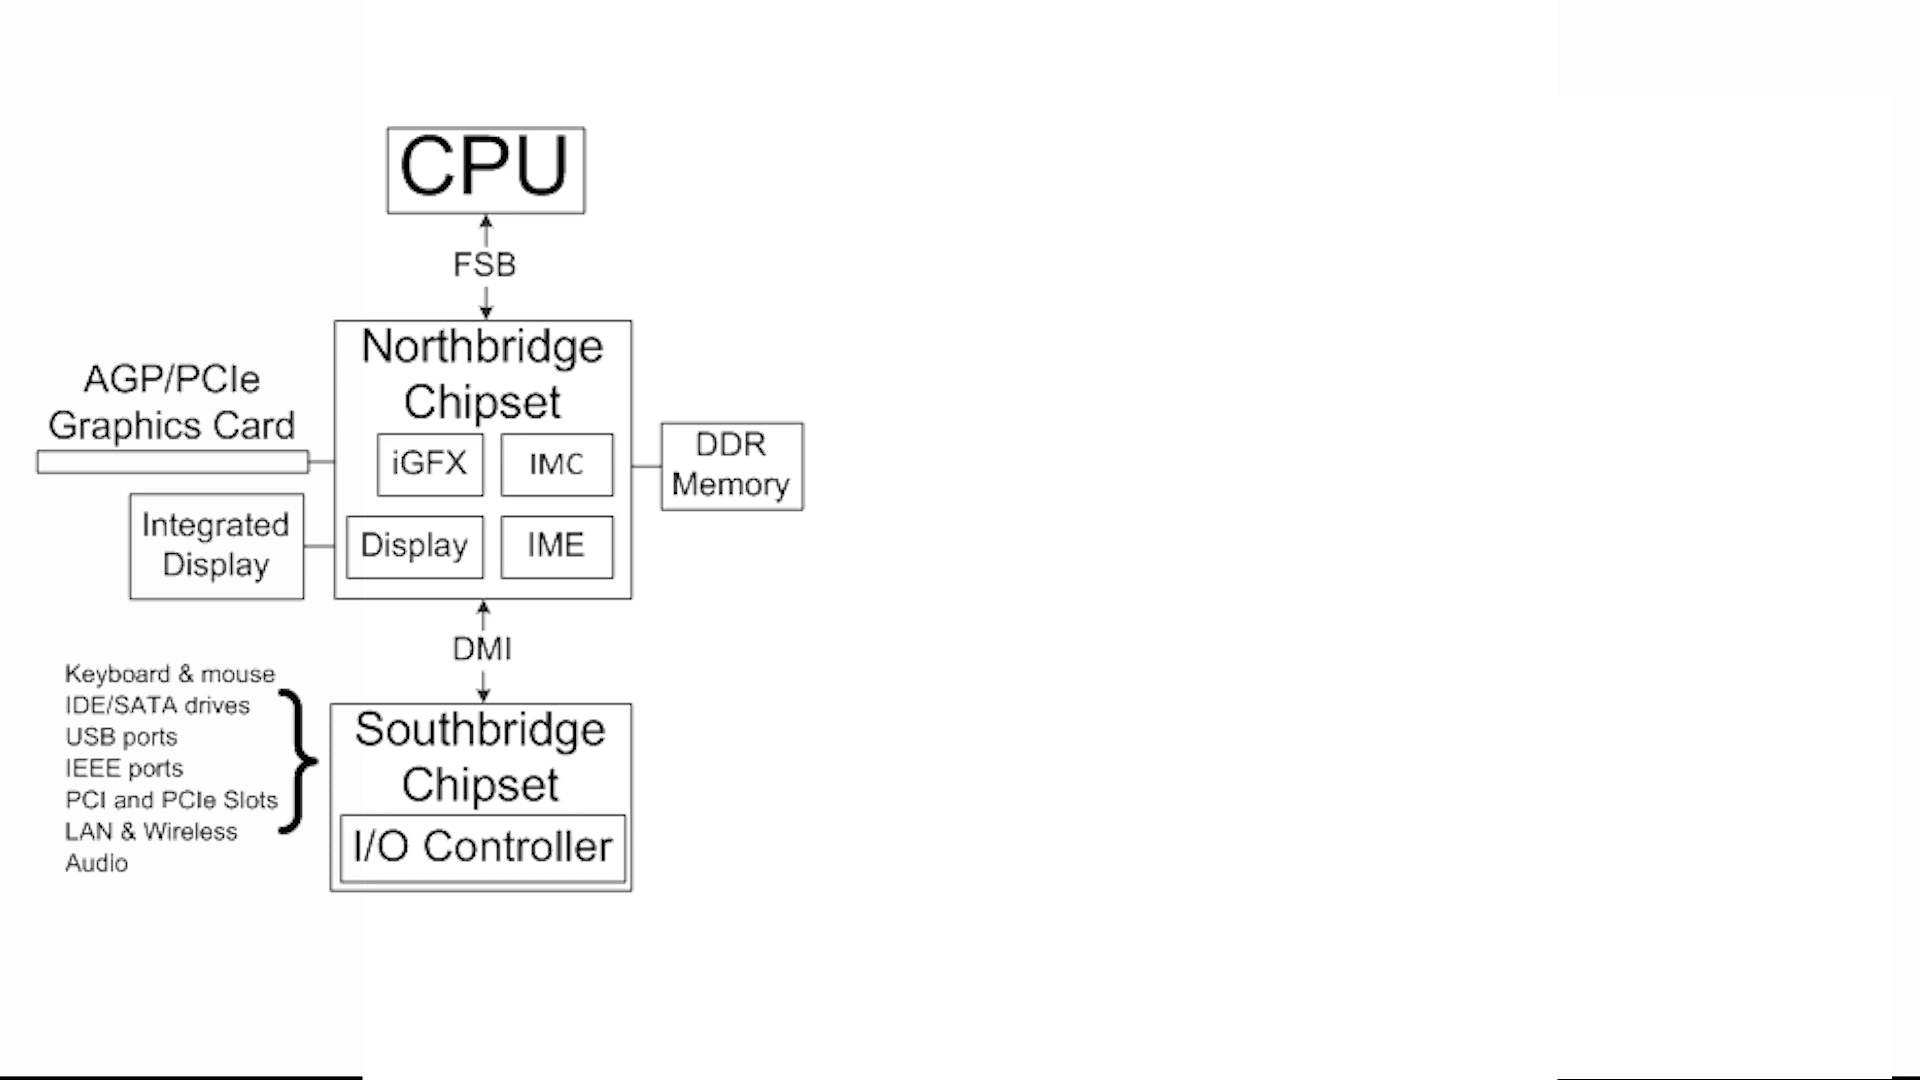 CPU
FSB
Northbridge
Chipset
iGFX
IMC
Display
IME
AGP/PCIe
Graphics Card
Integrated
Display
DDR
Memory
DMI
Southbridge
Chipset
I/O Controller
Keyboard & mouse
IDE/SATA drives
USB ports
IEEE ports
PCI and PCIe Slots
LAN & Wireless
Audio